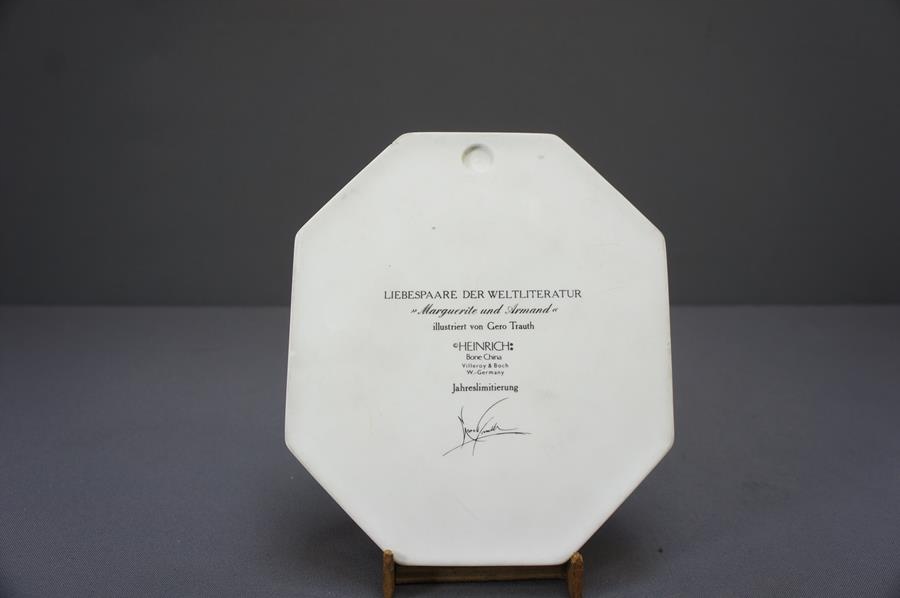 LIEBESPAARE DER WELTLITERATUR
»Marguerite und Armand«
illustriert von Gero Trauth
©HEINRICH:
Bone China
Villeroy & Boch
W.-Germany
Jahreslimitierung